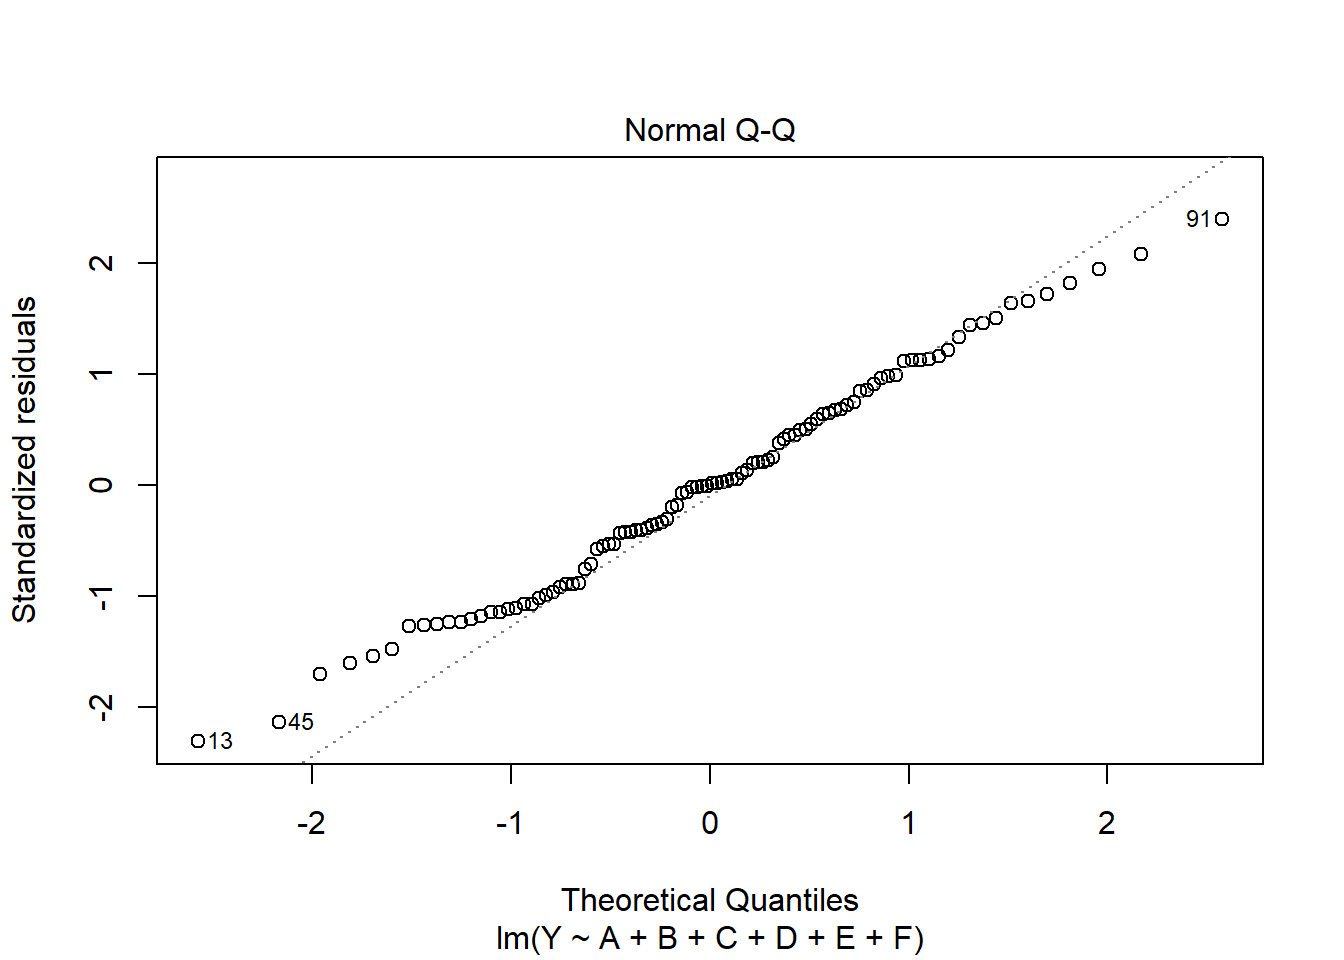 Normal Q-Q
Standardized residuals
2
1
0
-1
-2
91
45
13
-2 -1 0 1 2
Theoretical Quantiles
lm(Y ~ A + B + C + D + E + F)